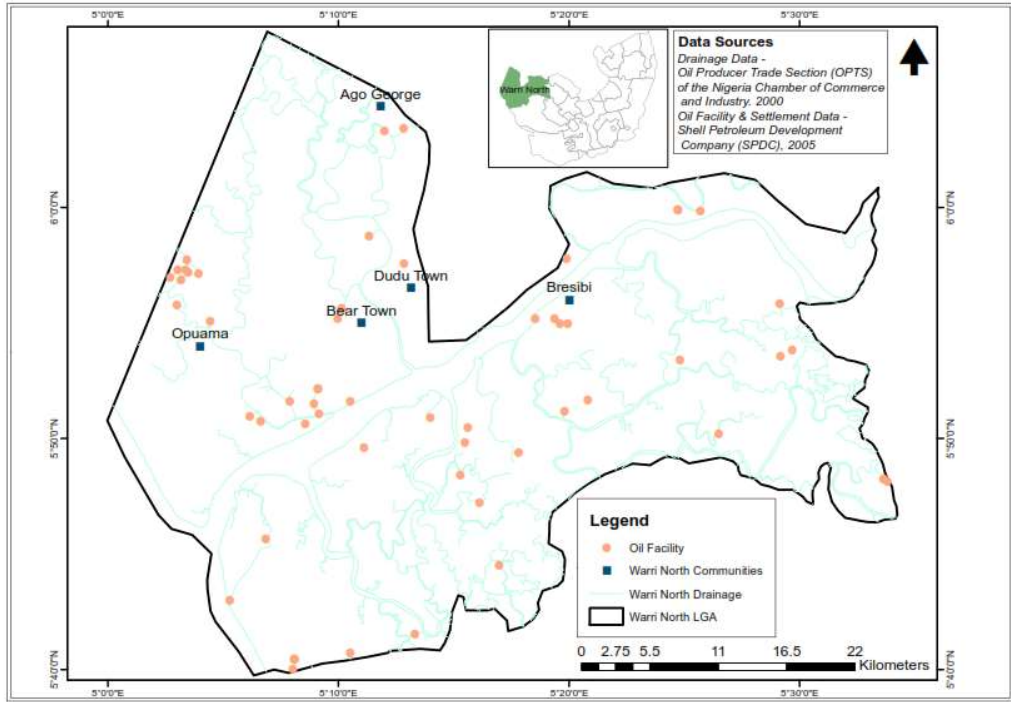 5°0'0"E
5°10'0"E
5°20'0"E
5°30'0"E
Data Sources
Drainage Data -
Oil Producer Trade Section (OPTS)
of the Nigeria Chamber of Commerce
and Industry. 2000
Oil Facility & Settlement Data -
Shell Petroleum Development
Company (SPDC), 2005
Warri North
Ago George
6°0'0"N
6°0'0"N
Dudu Town
Bresibi
Bear Town
Opuama
5°50'0"N
5°50'0"N
Legend
Oil Facility
Warri North Communities
Warri North Drainage
Warri North LGA
0 2.75 5.5 11 16.5 22
Kilometers
5°40'0"N
5°40'0"N
5°0'0"E
5°10'0"E
5°20'0"E
5°30'0"E